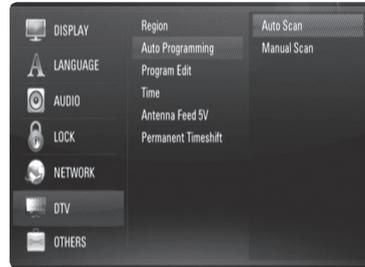 DISPLAY
LANGUAGE
AUDIO
LOCK
NETWORK
DTV
OTHERS
Region
Auto Programming
Program Edit
Time
Antenna Feed 5V
Permanent Timeshift
Auto Scan
Manual Scan